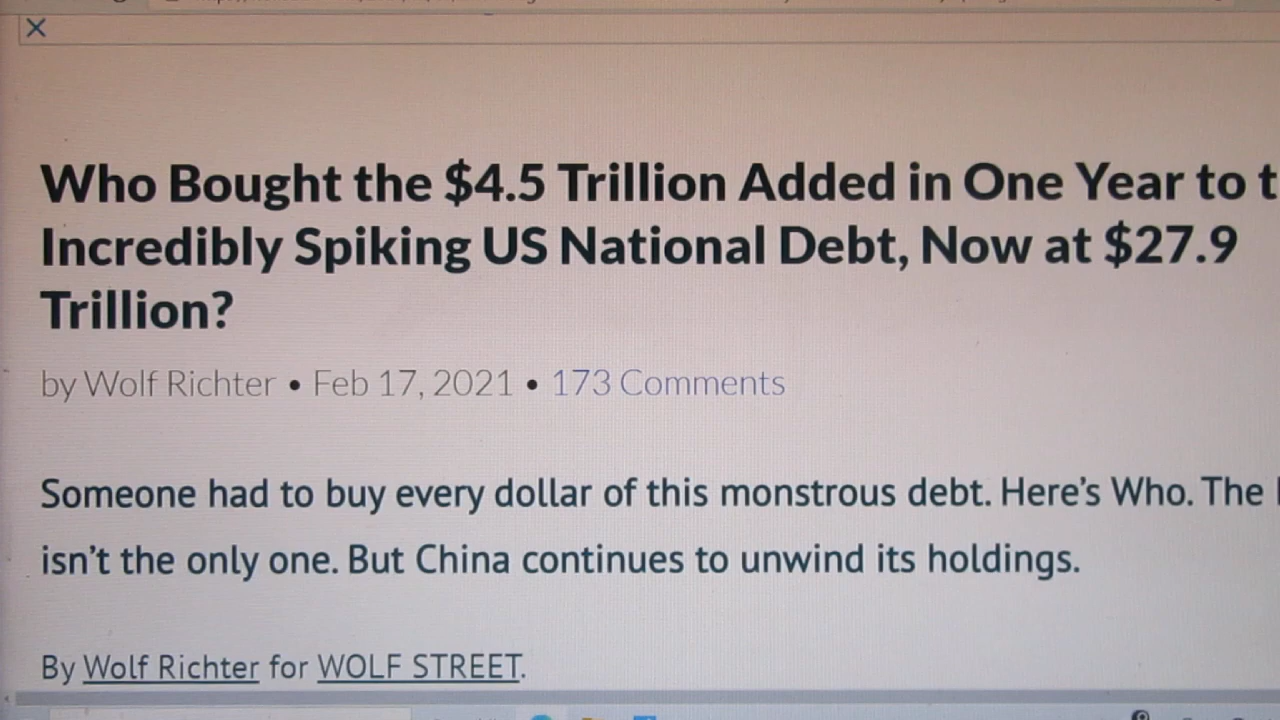 Who Bought the $4.5 Trillion Added in One Year to t
Incredibly Spiking US National Debt, Now at $27.9
Trillion?
by Wolf Richter • Feb 17, 2021 • 173 Comments
Someone had to buy every dollar of this monstrous debt. Here's Who. The
isn't the only one. But China continues to unwind its holdings.
By Wolf Richter for WOLF STREET.